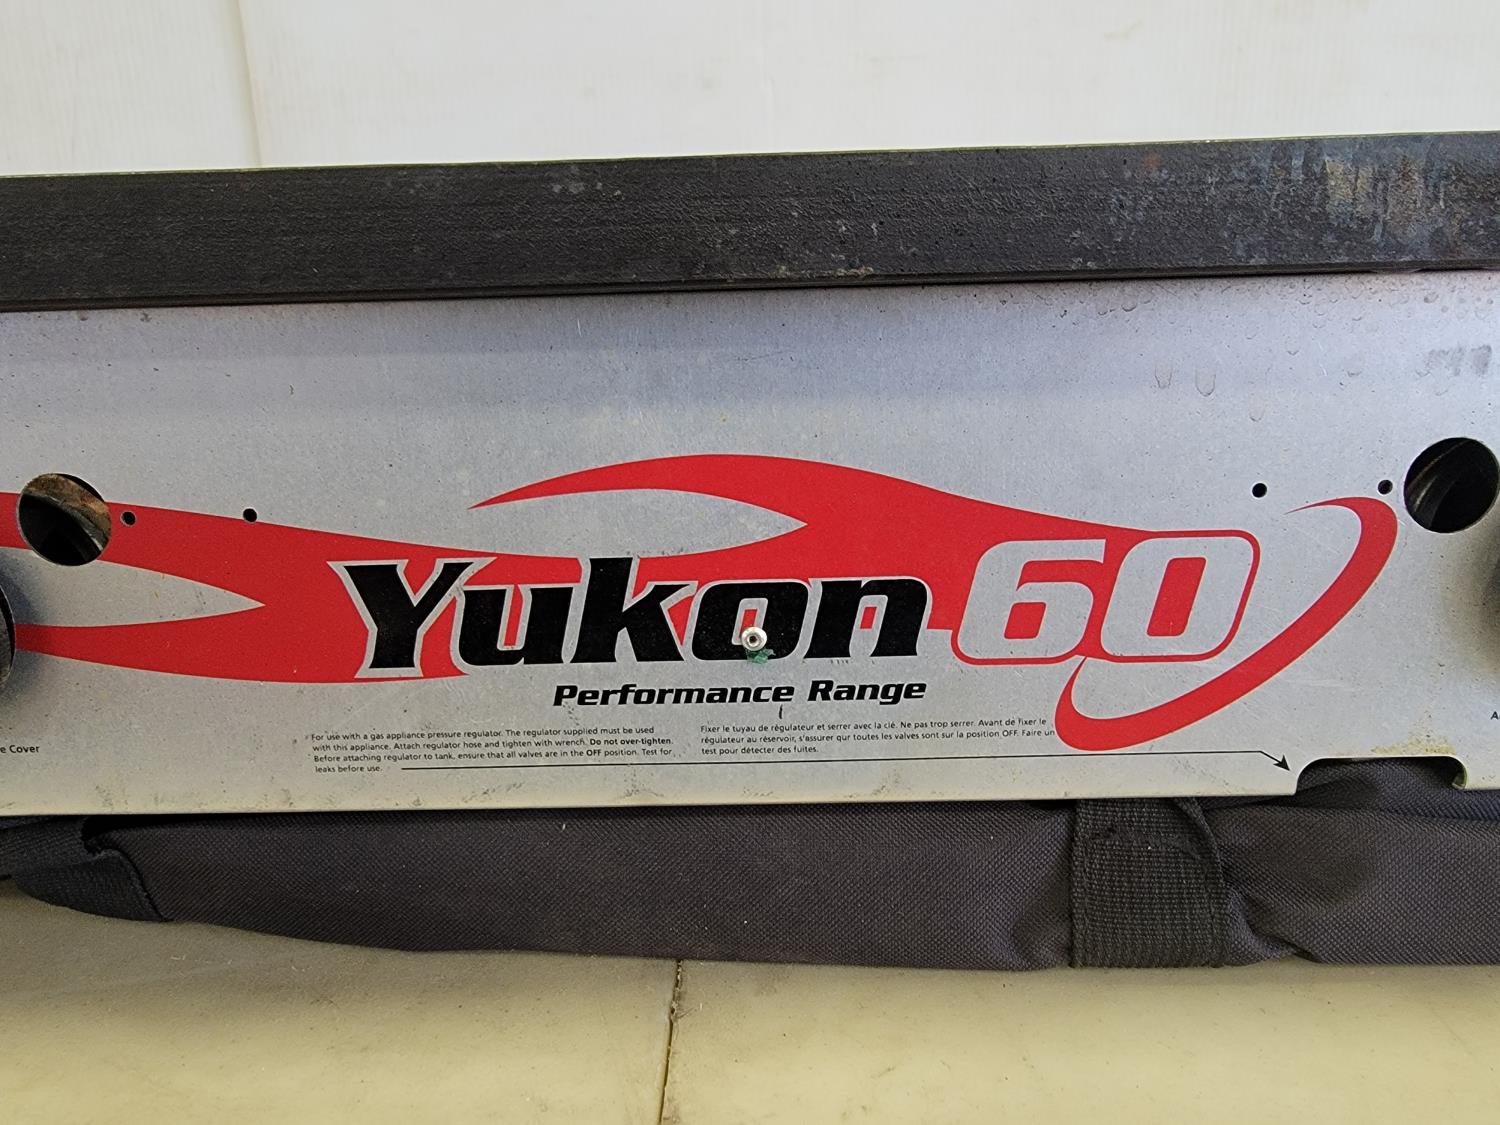 Yukon 60
Performance Range
For use with a gas appliance pressure regulator. The regulator supplied must be used
with this appliance. Attach regulator hose and tighten with wrench. Do not over-tighten.
Before attaching regulator to tank, ensure that all valves are in the OFF position. Test for
leaks before use.
Fixer le tuyau de régulateur et serrer avec la clé. Ne pas trop serrer. Avant de fixer le
régulateur au réservoir, s'assurer qur toutes les valves sont sur la position OFF. Faire un
test pour détecter des fuites.
e Cover
A